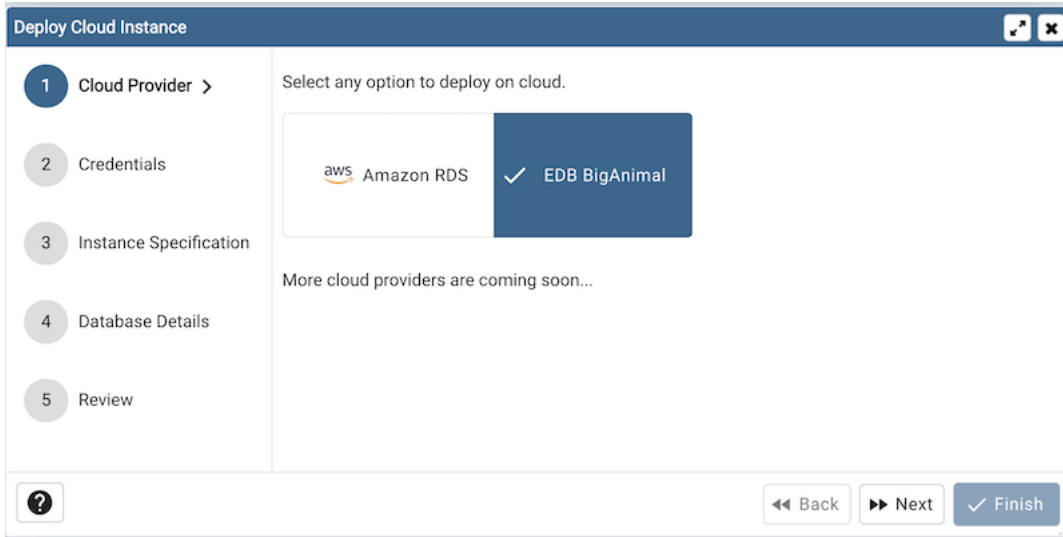 Deploy Cloud Instance
1 Cloud Provider
2 Credentials
3 Instance Specification
4 Database Details
5 Review
Select any option to deploy on cloud.
aws Amazon RDS
EDB BigAnimal
More cloud providers are coming soon...
?
Back
Next
Finish